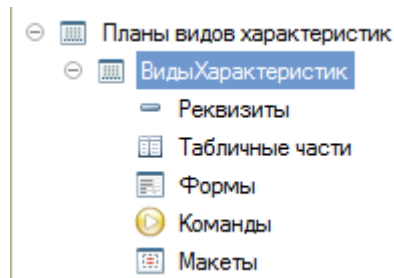 Планы видов характеристик
ВидыХарактеристик
Реквизиты
Табличные части
Формы
Команды
Макеты